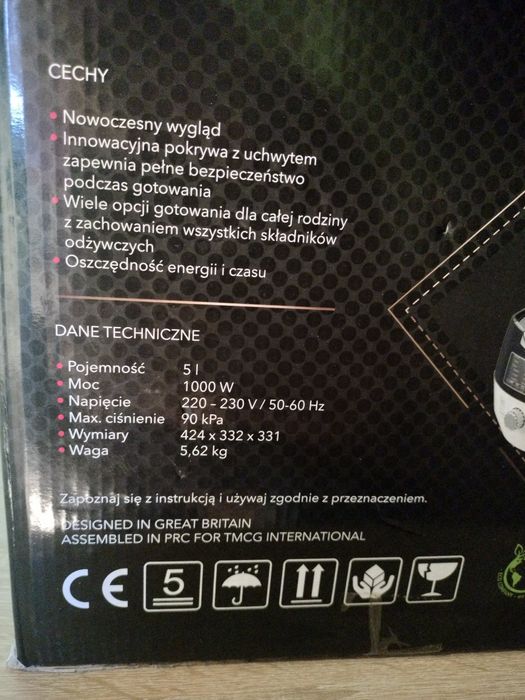 CECHY
• Nowoczesny wygląd
• Innowacyjna pokrywa z uchwytem
zapewnia pełne bezpieczeństwo
podczas gotowania
• Wiele opcji gotowania dla całej rodziny
z zachowaniem wszystkich składników
odżywczych
• Oszczędność energii i czasu
DANE TECHNICZNE
• Pojemność 5 l
• Moc 1000 W
• Napięcie 220 – 230 V / 50-60 Hz
• Max. ciśnienie 90 kPa
• Wymiary 424 x 332 x 331
• Waga 5,62 kg
Zapoznaj się z instrukcją i używaj zgodnie z przeznaczeniem.
DESIGNED IN GREAT BRITAIN
ASSEMBLED IN PRC FOR TMCG INTERNATIONAL
CE 5